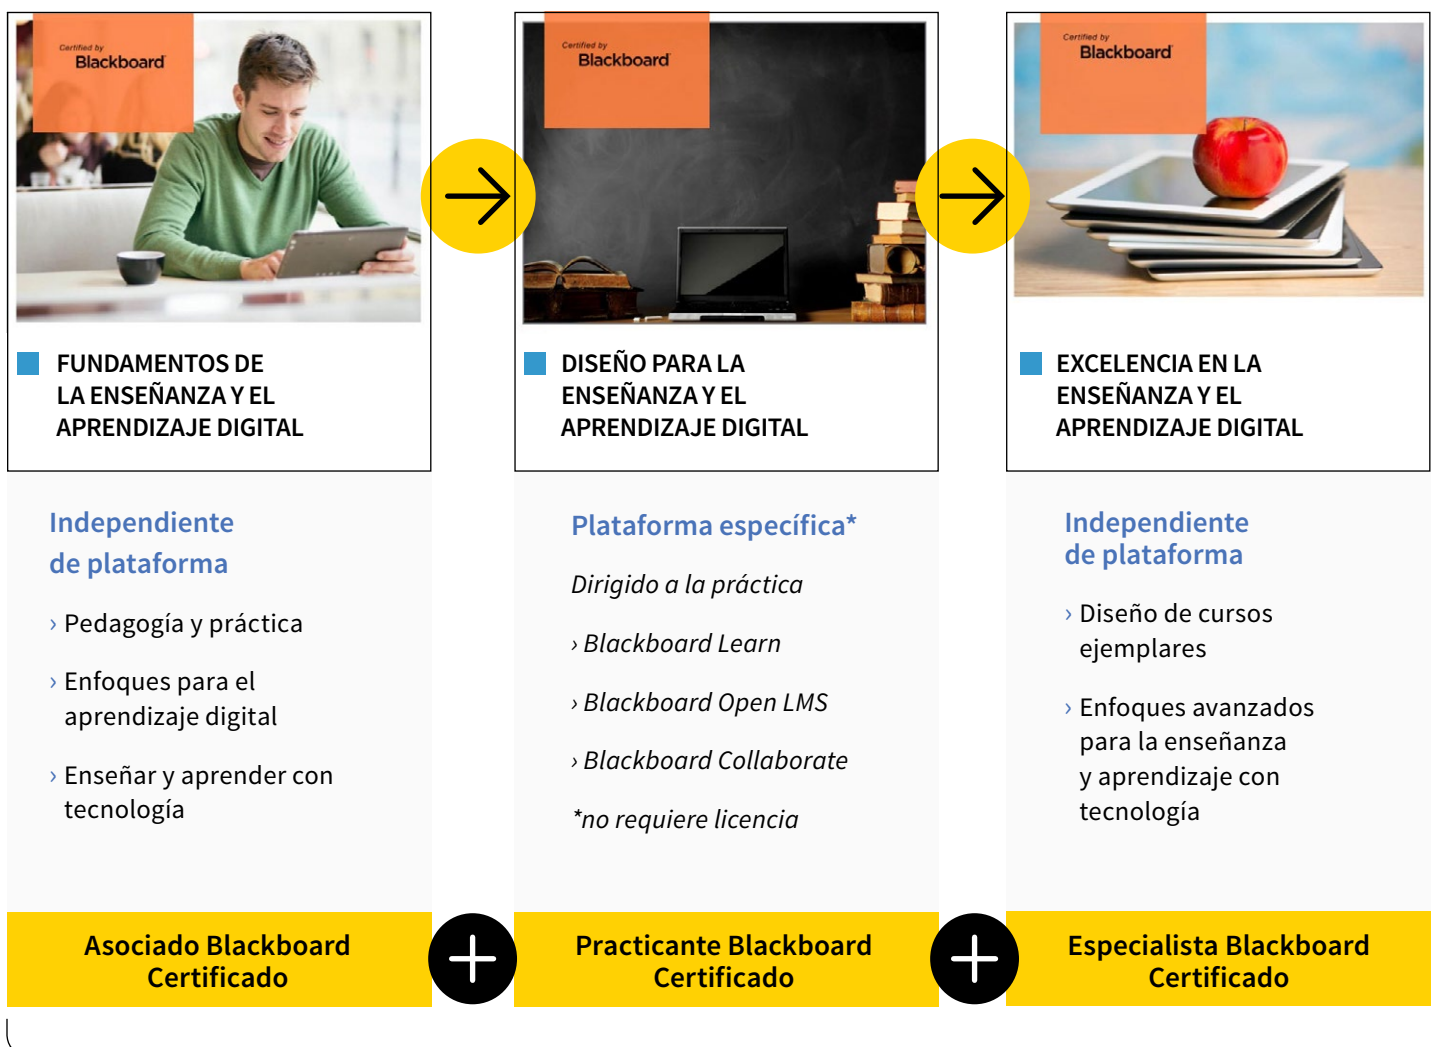 Certified by
Blackboard
FUNDAMENTOS DE
LA ENSEÑANZA Y EL
APRENDIZAJE DIGITAL
Independiente
de plataforma
› Pedagogía y práctica
› Enfoques para el
aprendizaje digital
› Enseñar y aprender con
tecnología
Asociado Blackboard
Certificado
Certified by
Blackboard
DISEÑO PARA LA
ENSEÑANZA Y EL
APRENDIZAJE DIGITAL
Plataforma específica*
Dirigido a la práctica
› Blackboard Learn
› Blackboard Open LMS
› Blackboard Collaborate
*no requiere licencia
Practicante Blackboard
Certificado
Certified by
Blackboard
EXCELENCIA EN LA
ENSEÑANZA Y EL
APRENDIZAJE DIGITAL
Independiente
de plataforma
› Diseño de cursos
ejemplares
› Enfoques avanzados
para la enseñanza
y aprendizaje con
tecnología
Especialista Blackboard
Certificado